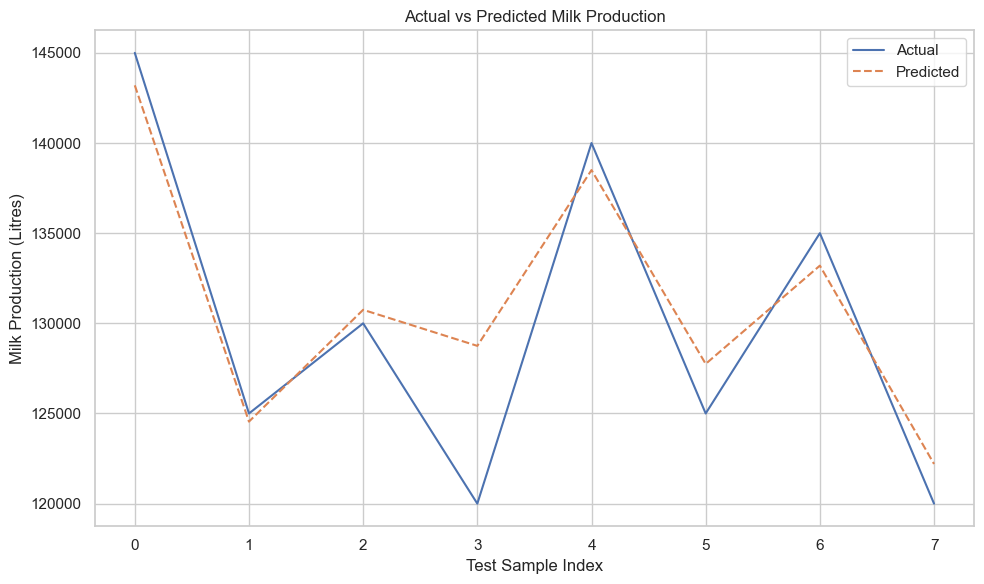 Actual vs Predicted Milk Production
Actual
Predicted
145000
140000
135000
130000
125000
120000
Milk Production (Litres)
0 1 2 3 4 5 6 7
Test Sample Index